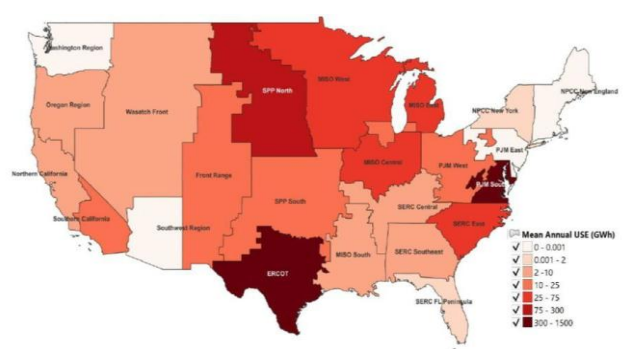 Washington Region
NPCC New England
MISO West
SPP North
MISO East
NPCC New York
Oregon Region
Wasatch Front
PJM East
MISO Central
PJM West
Northern California
Front Range
PJM South
SPP South
SERC Central
Southern California
Southwest Region
SERC East
Mean Annual USE (GWh)
0 - 0.001
MISO South
SERC Southeast
0.001 - 2
2 -10
ERCOT
10 - 25
25 - 75
SERC FL Peninsula
75 - 300
300 - 1500